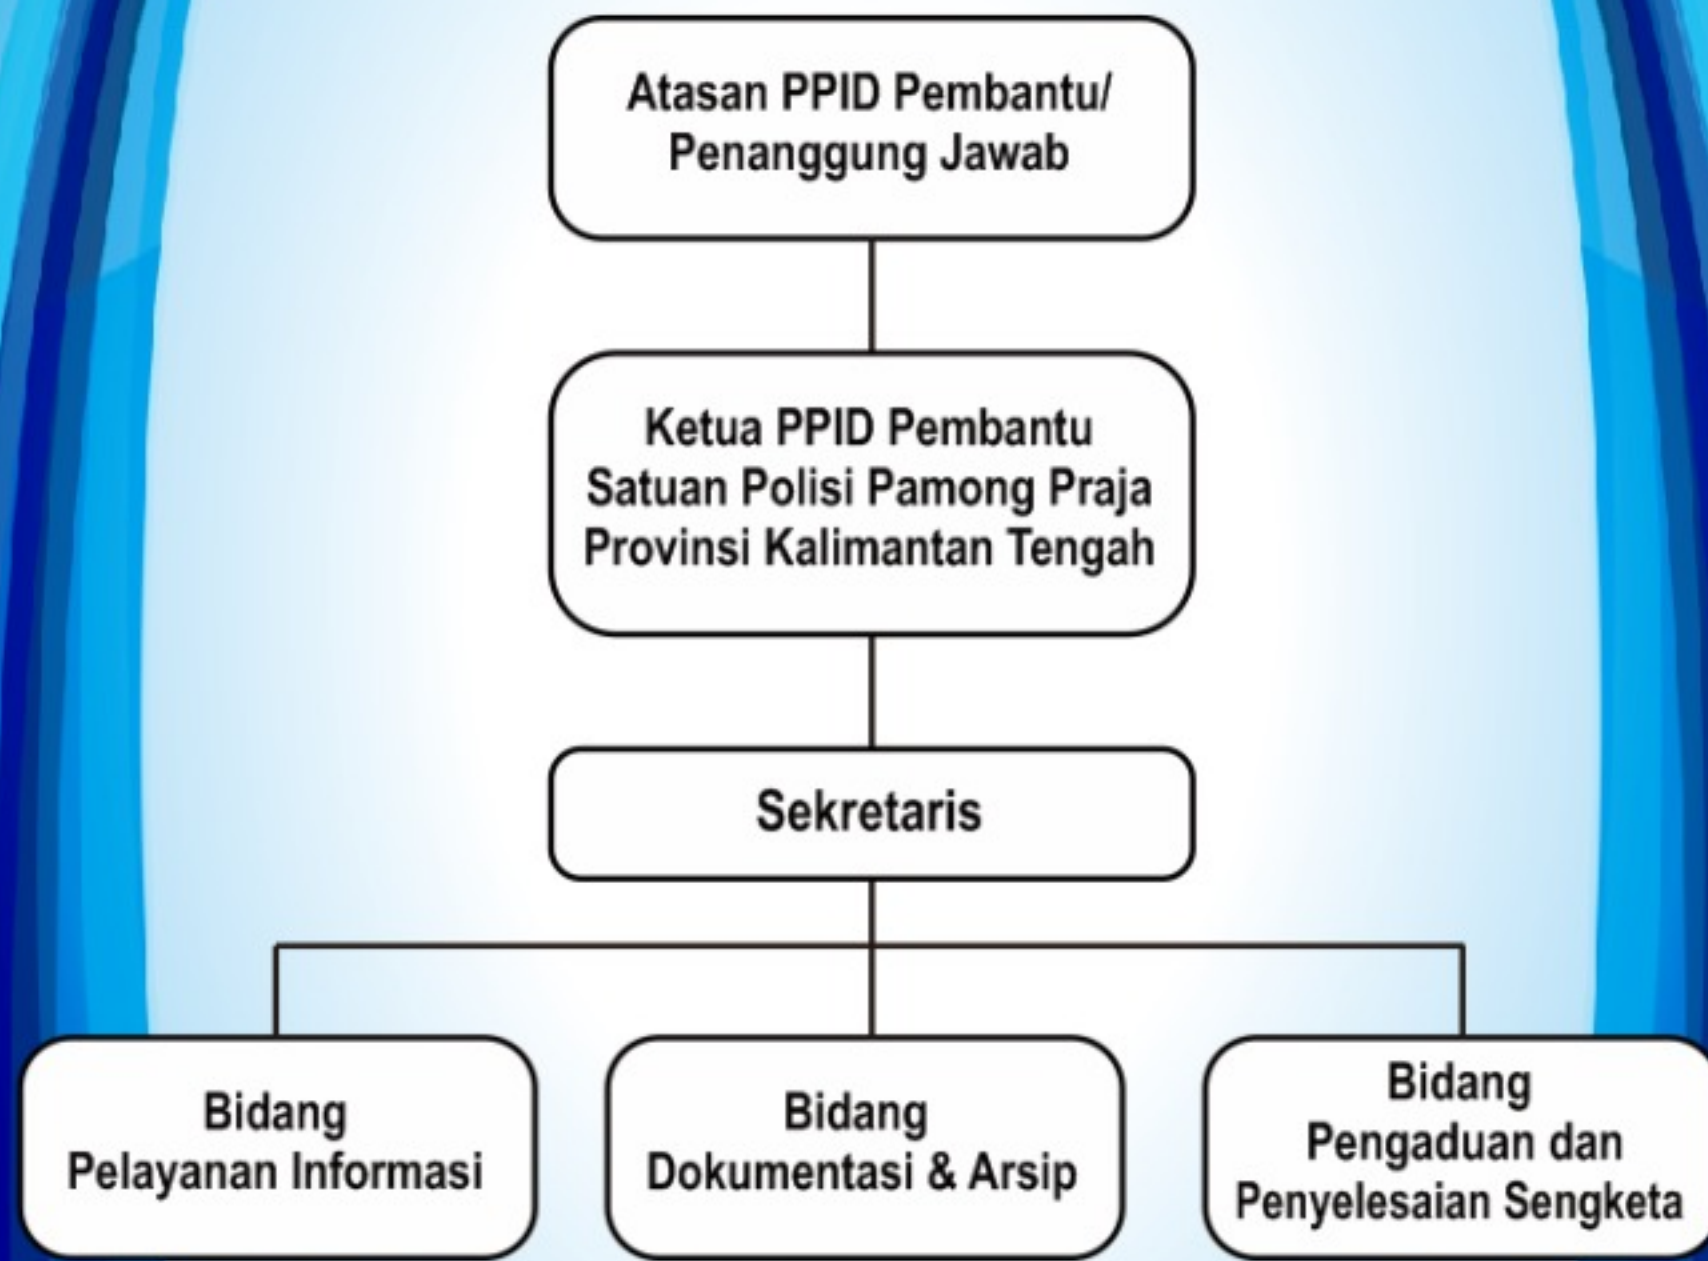 Atasan PPID Pembantu/
Penanggung Jawab
Ketua PPID Pembantu
Satuan Polisi Pamong Praja
Provinsi Kalimantan Tengah
Sekretaris
Bidang
Pelayanan Informasi
Bidang
Dokumentasi & Arsip
Bidang
Pengaduan dan
Penyelesaian Sengketa